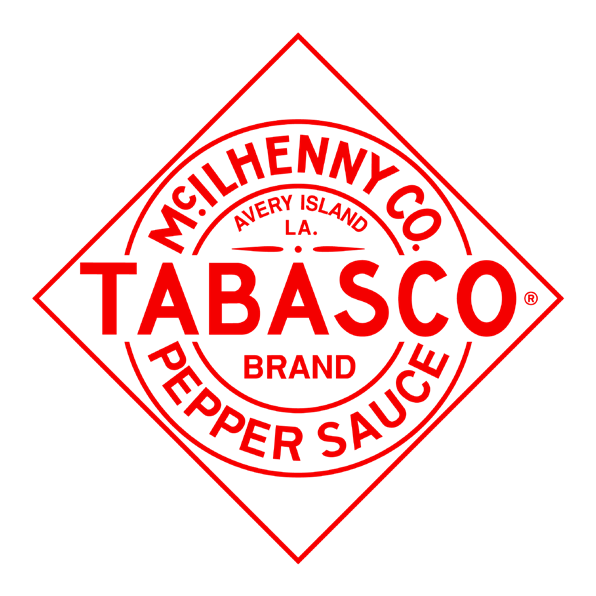 McILHENNY CO.
AVERY ISLAND
LA.
TABASCO®
BRAND
PEPPER SAUCE